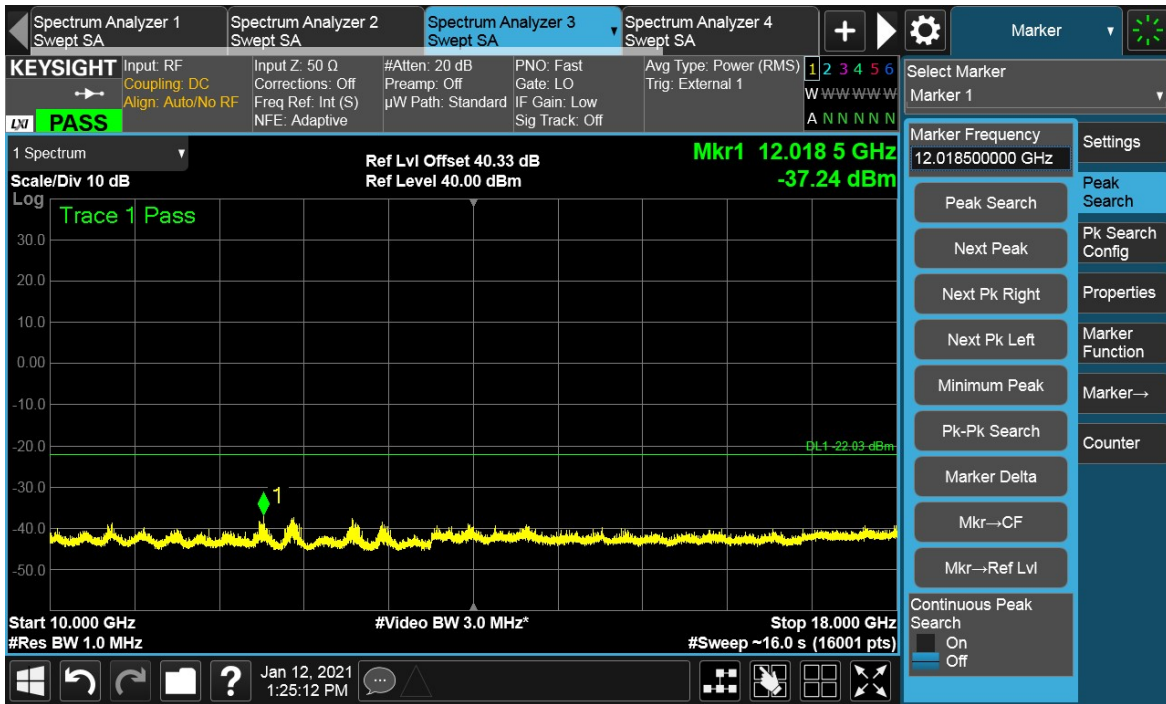 Spectrum Analyzer 1
Swept SA
Spectrum Analyzer 2
Swept SA
Spectrum Analyzer 3
Swept SA
Spectrum Analyzer 4
Swept SA
+
Marker
KEYSIGHT
LXI
PASS
Input: RF
Coupling: DC
Align: Auto/No RF
Input Z: 50 Ω
Corrections: Off
Freq Ref: Int (S)
NFE: Adaptive
#Atten: 20 dB
Preamp: Off
µW Path: Standard
PNO: Fast
Gate: LO
IF Gain: Low
Sig Track: Off
Avg Type: Power (RMS)
Trig: External 1
1 2 3 4 5 6
W W W W W W
A N N N N N
Select Marker
Marker 1
1 Spectrum
Scale/Div 10 dB
Ref Lvl Offset 40.33 dB
Ref Level 40.00 dBm
Mkr1 12.018 5 GHz
-37.24 dBm
Log
Trace 1 Pass
30.0
20.0
10.0
0.00
-10.0
-20.0
-30.0
-40.0
-50.0
DL1 -22.03 dBm
1
Start 10.000 GHz
#Res BW 1.0 MHz
#Video BW 3.0 MHz*
Stop 18.000 GHz
#Sweep ~16.0 s (16001 pts)
Marker Frequency
12.018500000 GHz
Peak Search
Next Peak
Next Pk Right
Next Pk Left
Minimum Peak
Pk-Pk Search
Marker Delta
Mkr→CF
Mkr→Ref Lvl
Continuous Peak
Search
On
Off
Settings
Peak
Search
Pk Search
Config
Properties
Marker
Function
Marker→
Counter
?
Jan 12, 2021
1:25:12 PM